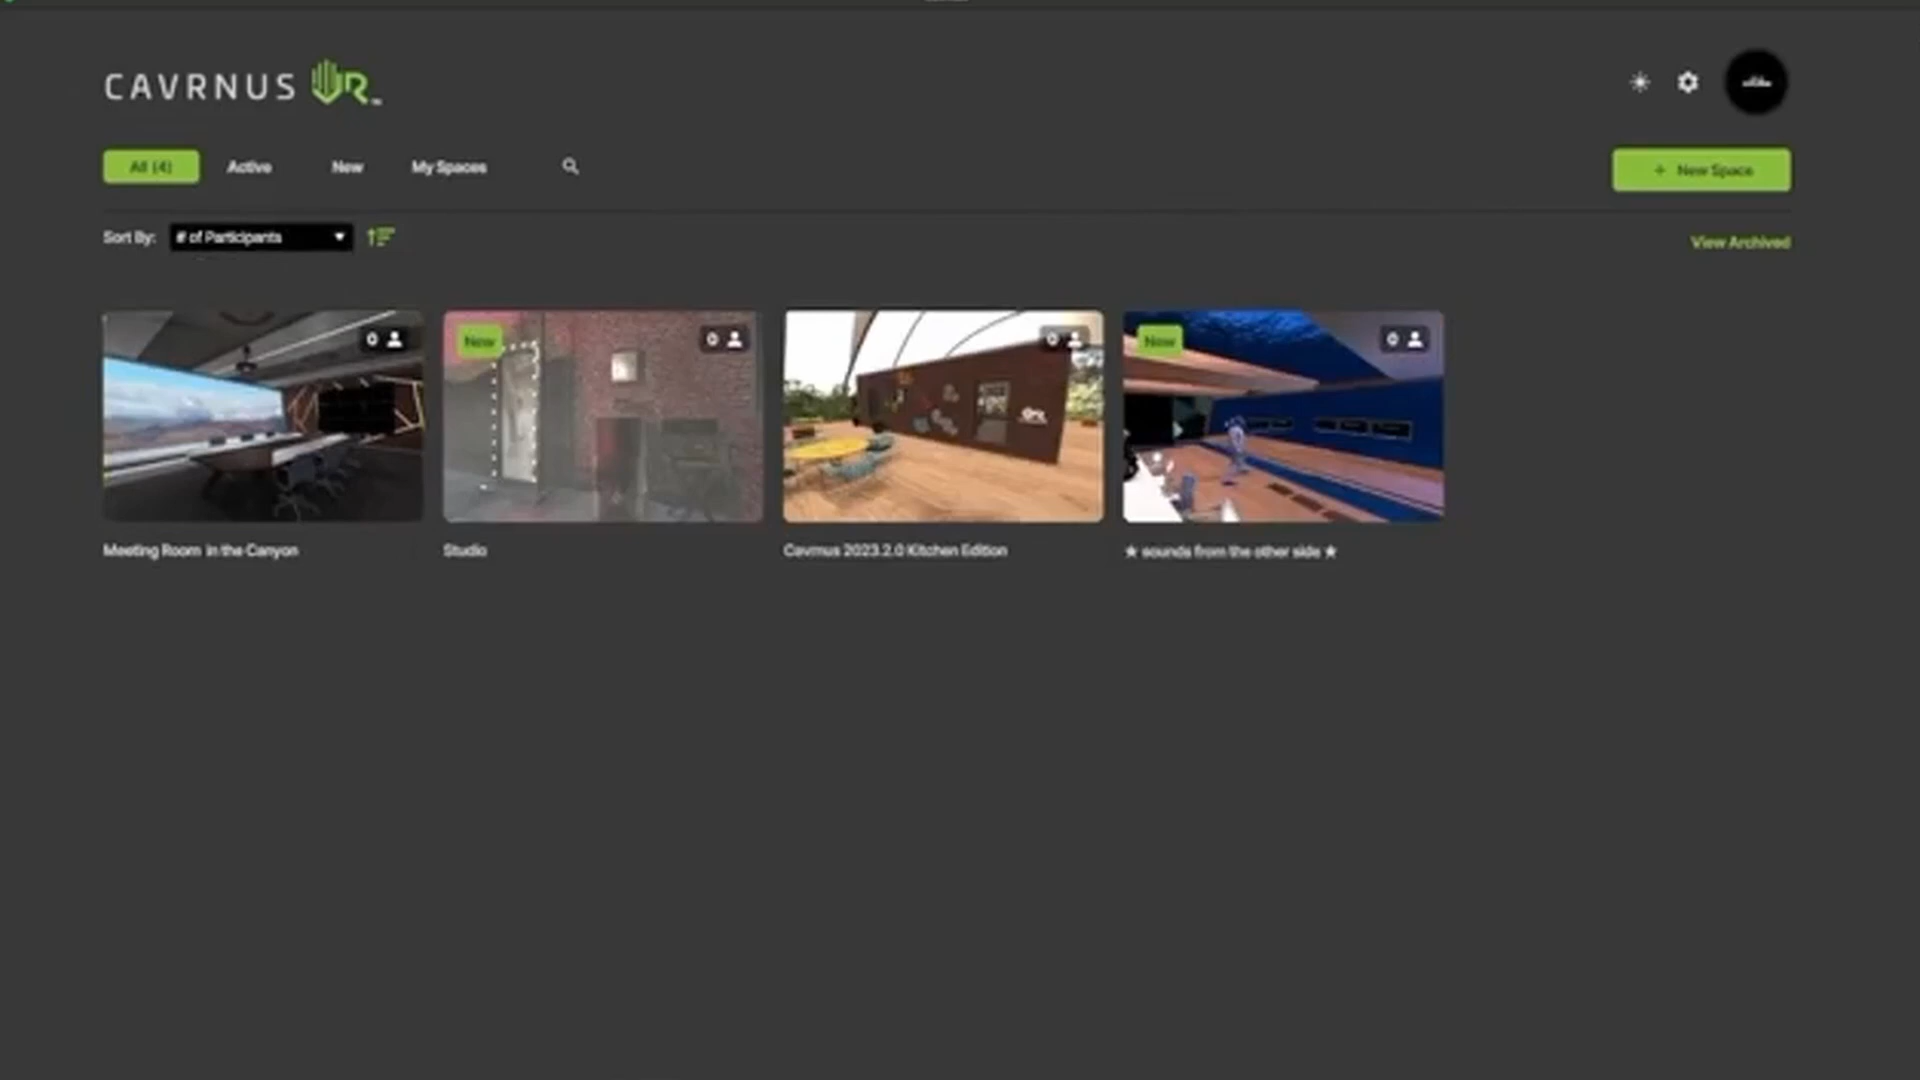 CAVRNUS
All (4) Active New My Spaces
+ New Space
Sort By: # of Participants
View Archived
0
New 0
0
New 0
Meeting Room in the Canyon
Studio
Cavrnus 2023.2.0 Kitchen Edition
★ sounds from the other side ★